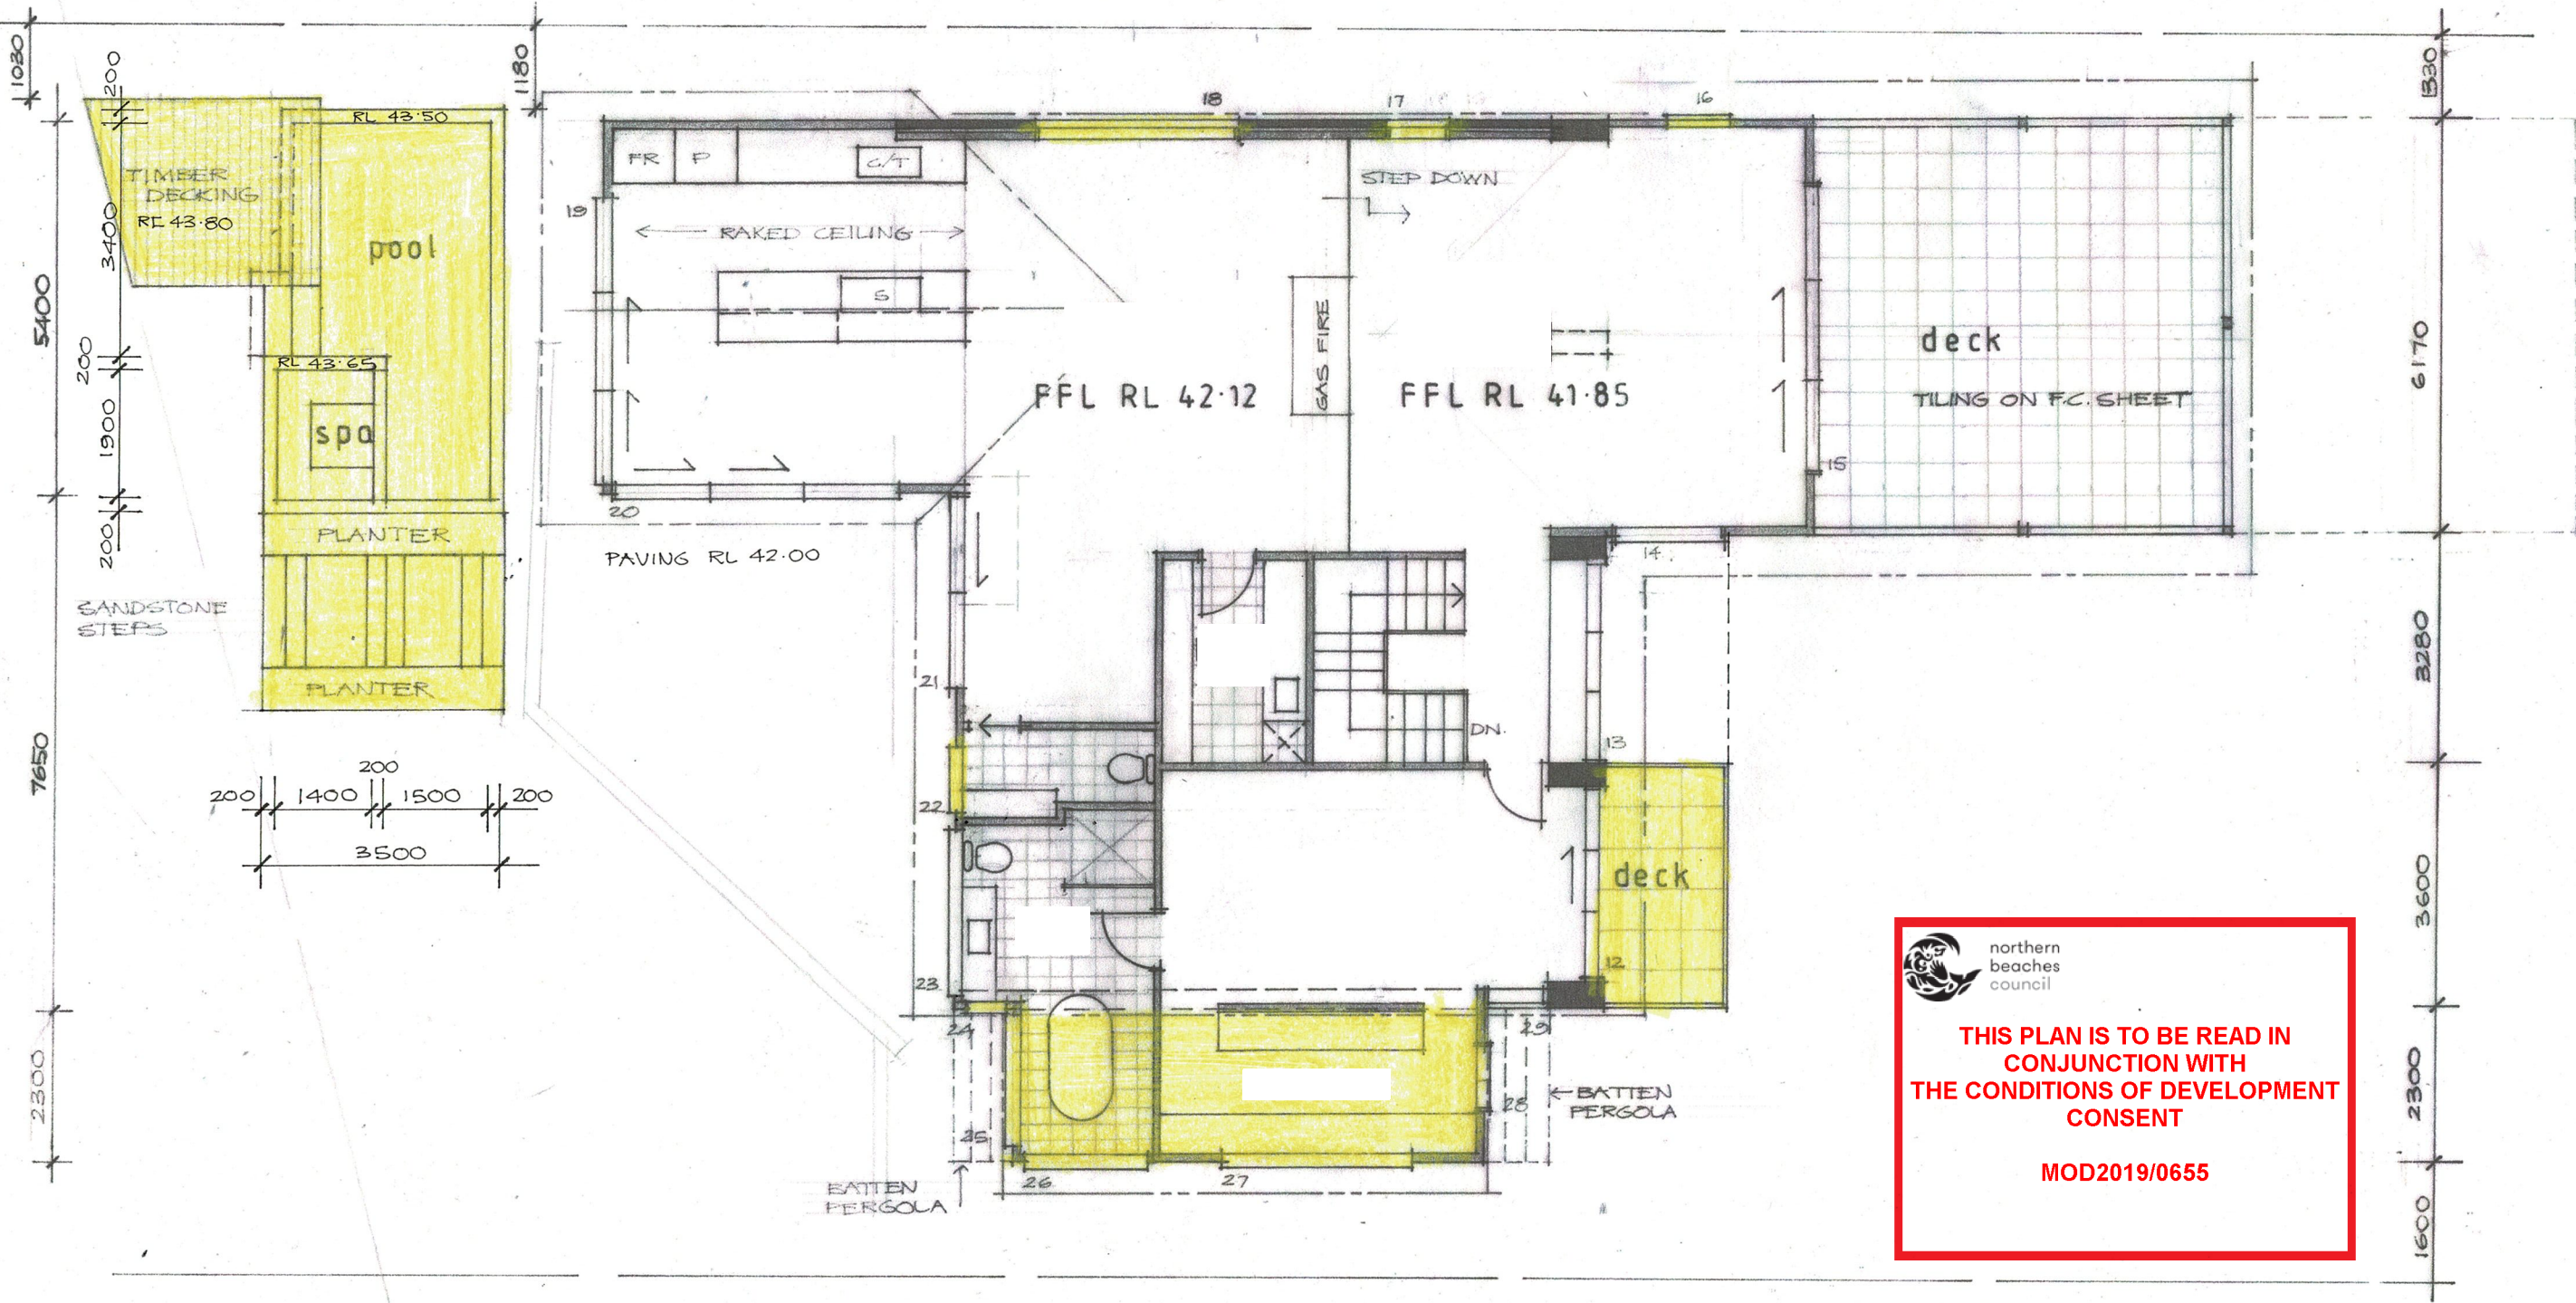 1030
200
1180
1330
18
17
16
RL 43.50
FR
P
C/T
TIMBER
DECKING
RL 43.80
STEP DOWN
19
3400
pool
RAKED CEILING
5400
S
GAS FIRE
deck
6170
200
RL 43.65
FFL RL 42.12
FFL RL 41.85
TILING ON F.C. SHEET
1900
spa
15
20
200
PLANTER
PAVING RL 42.00
14
SANDSTONE
STEPS
3280
21
PLANTER
DN.
13
7650
200
200
1400
1500
200
22
3500
deck
3600
12
23
24
29
2300
28
BATTEN
PERGOLA
2300
25
BATTEN
PERGOLA
26
27
1600
northern
beaches
council
THIS PLAN IS TO BE READ IN
CONJUNCTION WITH
THE CONDITIONS OF DEVELOPMENT
CONSENT
MOD2019/0655